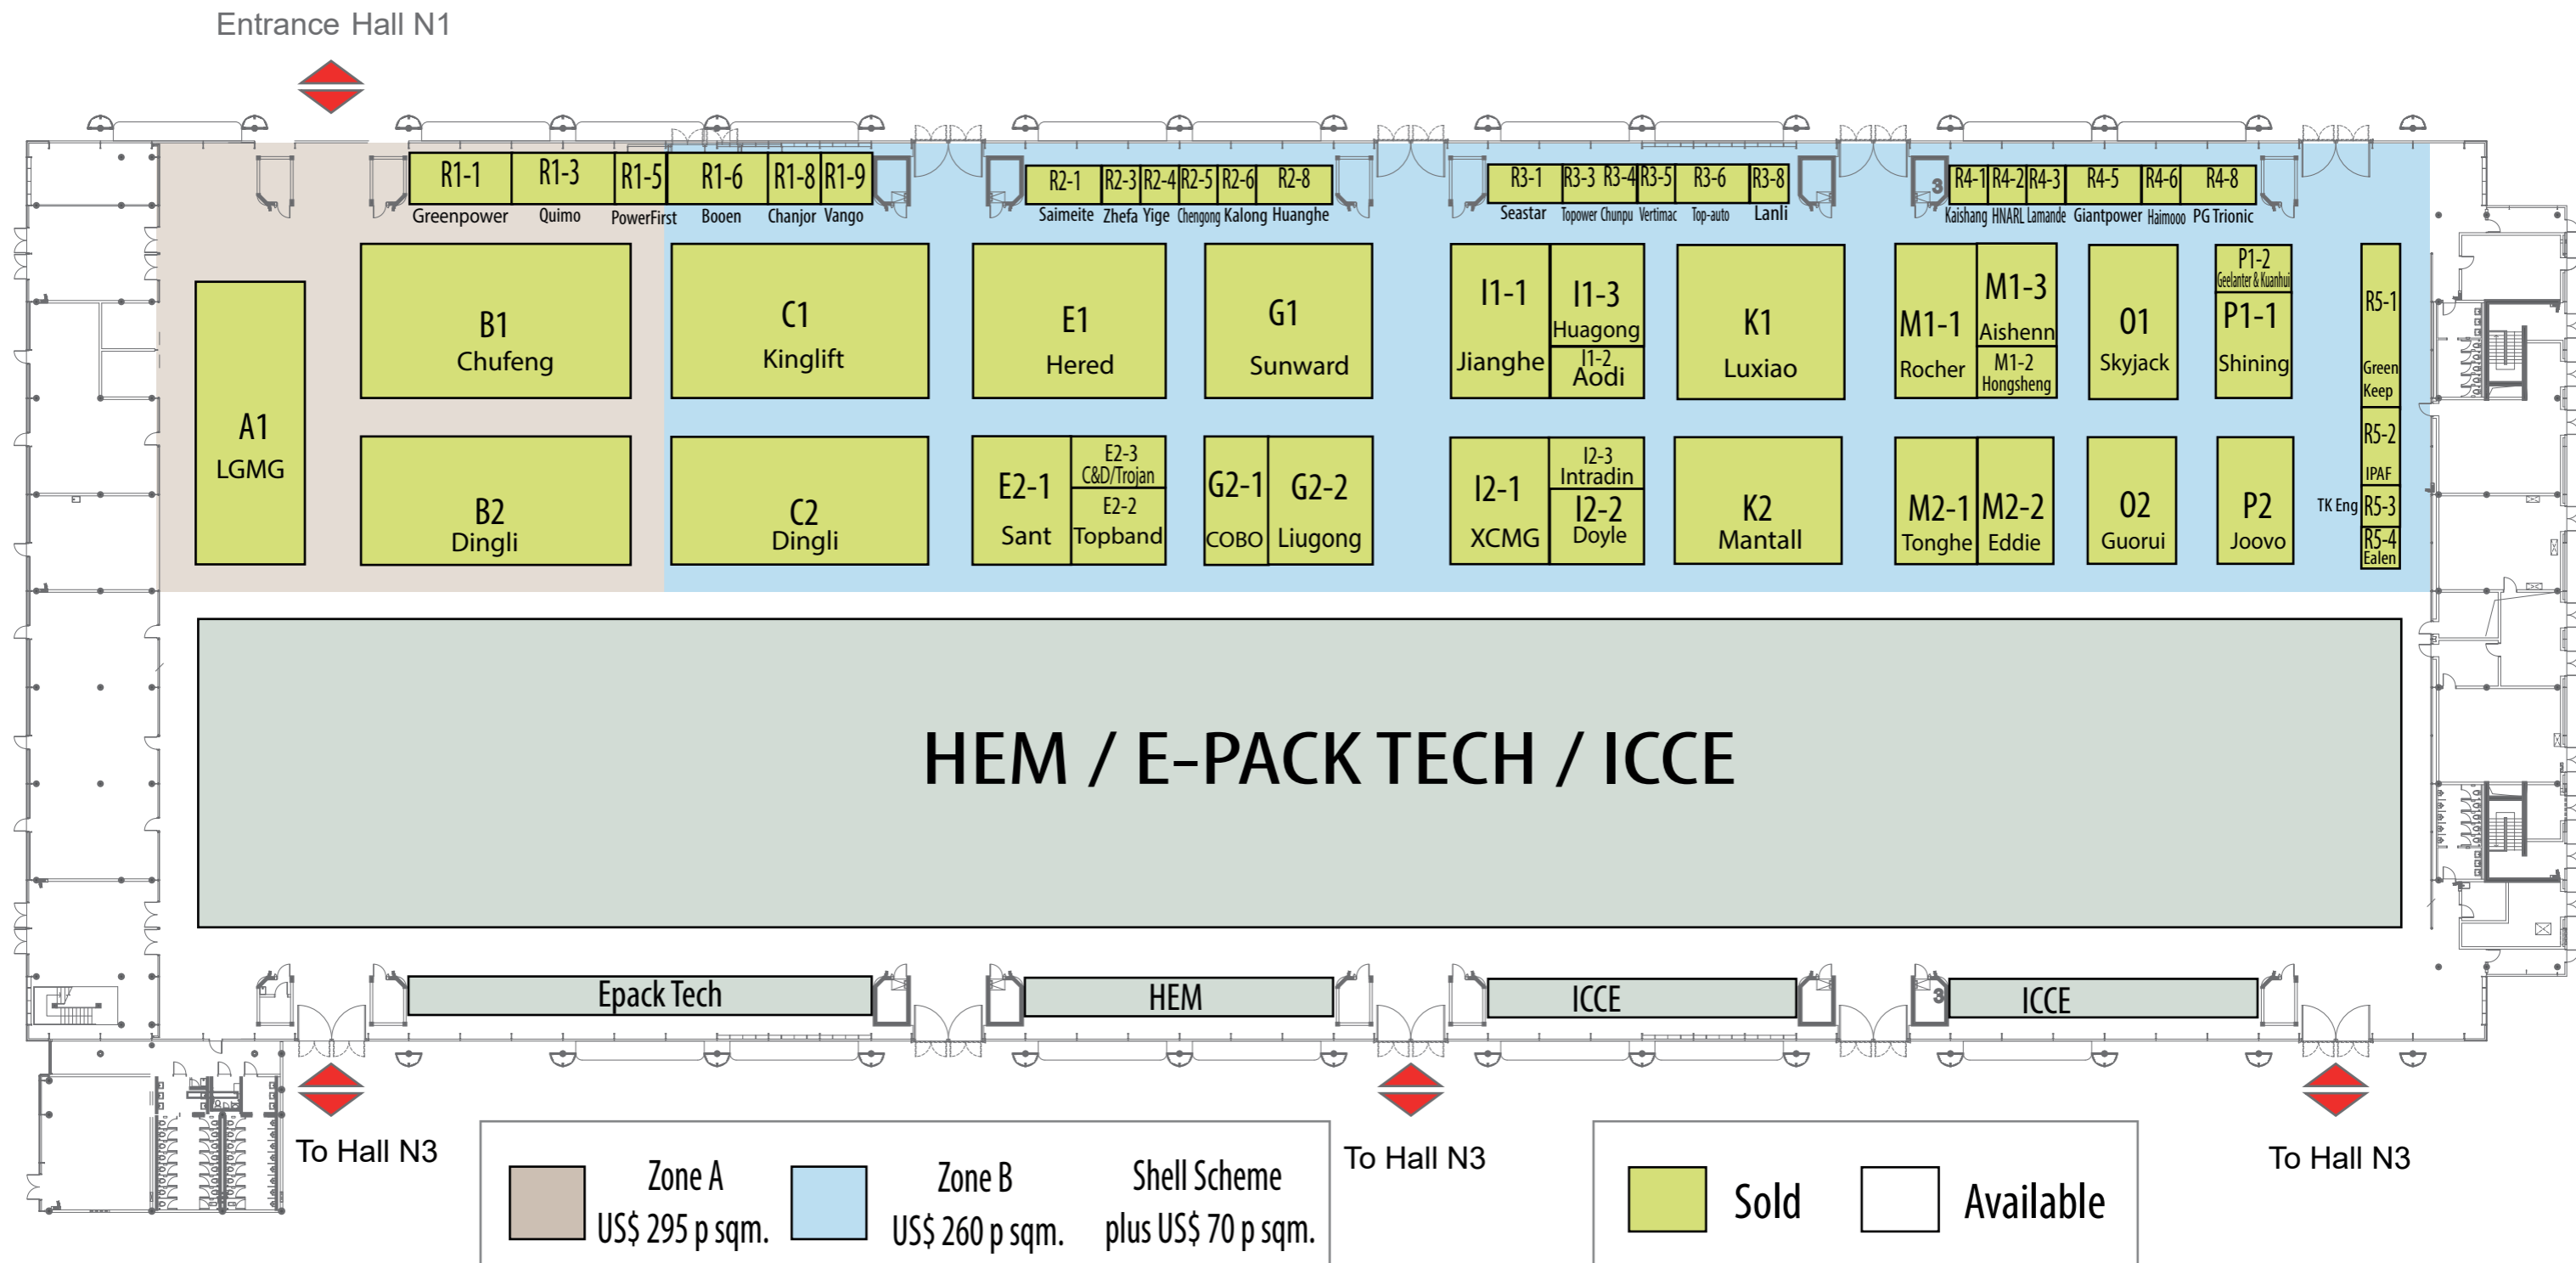 Entrance Hall N1
R1-1
R1-3
R1-5
R1-6
R1-8
R1-9
Greenpower
Quimo
PowerFirst
Booen
Chanjor
Vango
R2-1
R2-3
R2-4
R2-5
R2-6
R2-8
Saimeite
Zhefa
Yige
Chengong
Kalong
Huanghe
R3-1
R3-3
R3-4
R3-5
R3-6
R3-8
Seastar
Topower
Chunpu
Vertimac
Top-auto
Lanli
3
R4-1
R4-2
R4-3
R4-5
R4-6
R4-8
Kaishang
HNARL
Lamande
Giantpower
Haimooo
PG Trionic
A1
LGMG
B1
Chufeng
C1
Kinglift
E1
Hered
G1
Sunward
I1-1
Jianghe
I1-3
Huagong
I1-2
Aodi
K1
Luxiao
M1-1
Rocher
M1-3
Aishenn
M1-2
Hongsheng
O1
Skyjack
P1-2
Geelanter & Kuanhui
P1-1
Shining
R5-1
Green
Keep
R5-2
IPAF
TK Eng
R5-3
R5-4
Ealen
B2
Dingli
C2
Dingli
E2-1
Sant
E2-3
C&D/Trojan
E2-2
Topband
G2-1
COBO
G2-2
Liugong
I2-1
XCMG
I2-3
Intradin
I2-2
Doyle
K2
Mantall
M2-1
Tonghe
M2-2
Eddie
O2
Guorui
P2
Joovo
HEM / E-PACK TECH / ICCE
Epack Tech
HEM
ICCE
3
ICCE
To Hall N3
To Hall N3
To Hall N3
Zone A
US$ 295 p sqm.
Zone B
US$ 260 p sqm.
Shell Scheme
plus US$ 70 p sqm.
Sold
Available